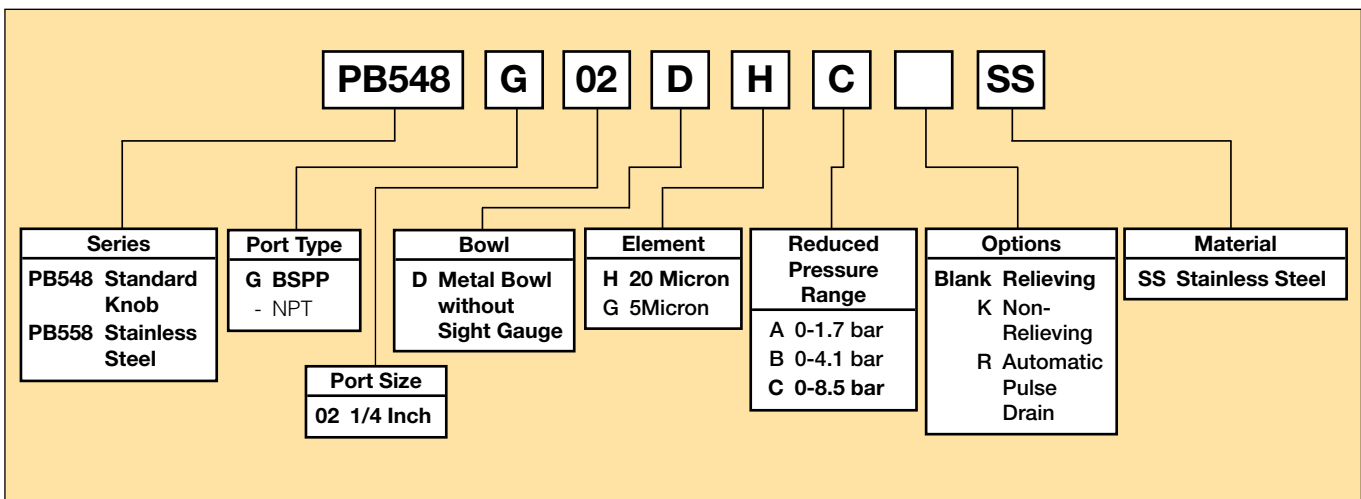 PB548 G 02 D H C SS
Series
PB548 Standard
Knob
PB558 Stainless
Steel
Port Type
G BSPP
- NPT
Port Size
02 1/4 Inch
Bowl
D Metal Bowl
without
Sight Gauge
Element
H 20 Micron
G 5Micron
Reduced
Pressure
Range
A 0-1.7 bar
B 0-4.1 bar
C 0-8.5 bar
Options
Blank Relieving
K Non-
Relieving
R Automatic
Pulse
Drain
Material
SS Stainless Steel